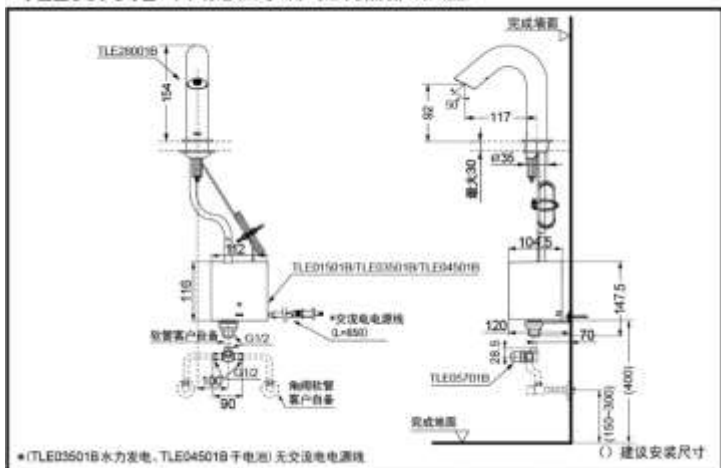 完成墙面
TLE28001B
154
92
50°
117
Ø35
最大30
112
104.5
TLE01501B/TLE03501B/TLE04501B
116
147.5
*交流电电源线
(L=850)
软管客户自备
G1/2
120
70
28.5
G1/2
TLE05701B
100
角阀软管
客户自备
90
(400)
(150~300)
完成地面
*(TLE03501B水力发电、TLE04501B干电池)无交流电电源线
()建议安装尺寸